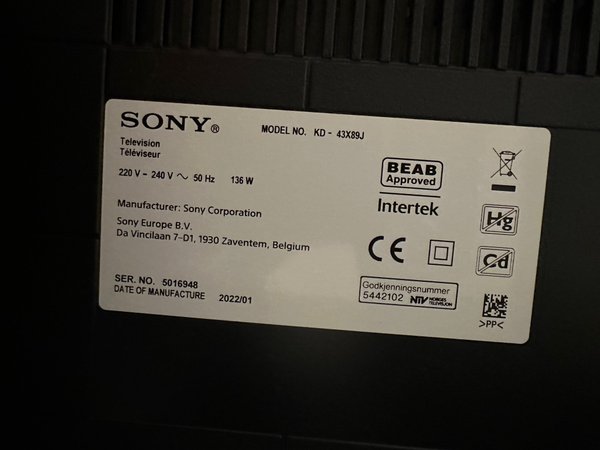 SONY®
MODEL NO. KD - 43X89J
Television
Téléviseur
220 V - 240 V ~ 50 Hz 136 W
Manufacturer: Sony Corporation
Sony Europe B.V.
Da Vincilaan 7-D1, 1930 Zaventem, Belgium
SER. NO. 5016948
DATE OF MANUFACTURE 2022/01
BEAB
Approved
Intertek
CE
Godkjenningsnummer
5442102 NTV NORGES
TELEVISJON
Hg
Cd
>PP<